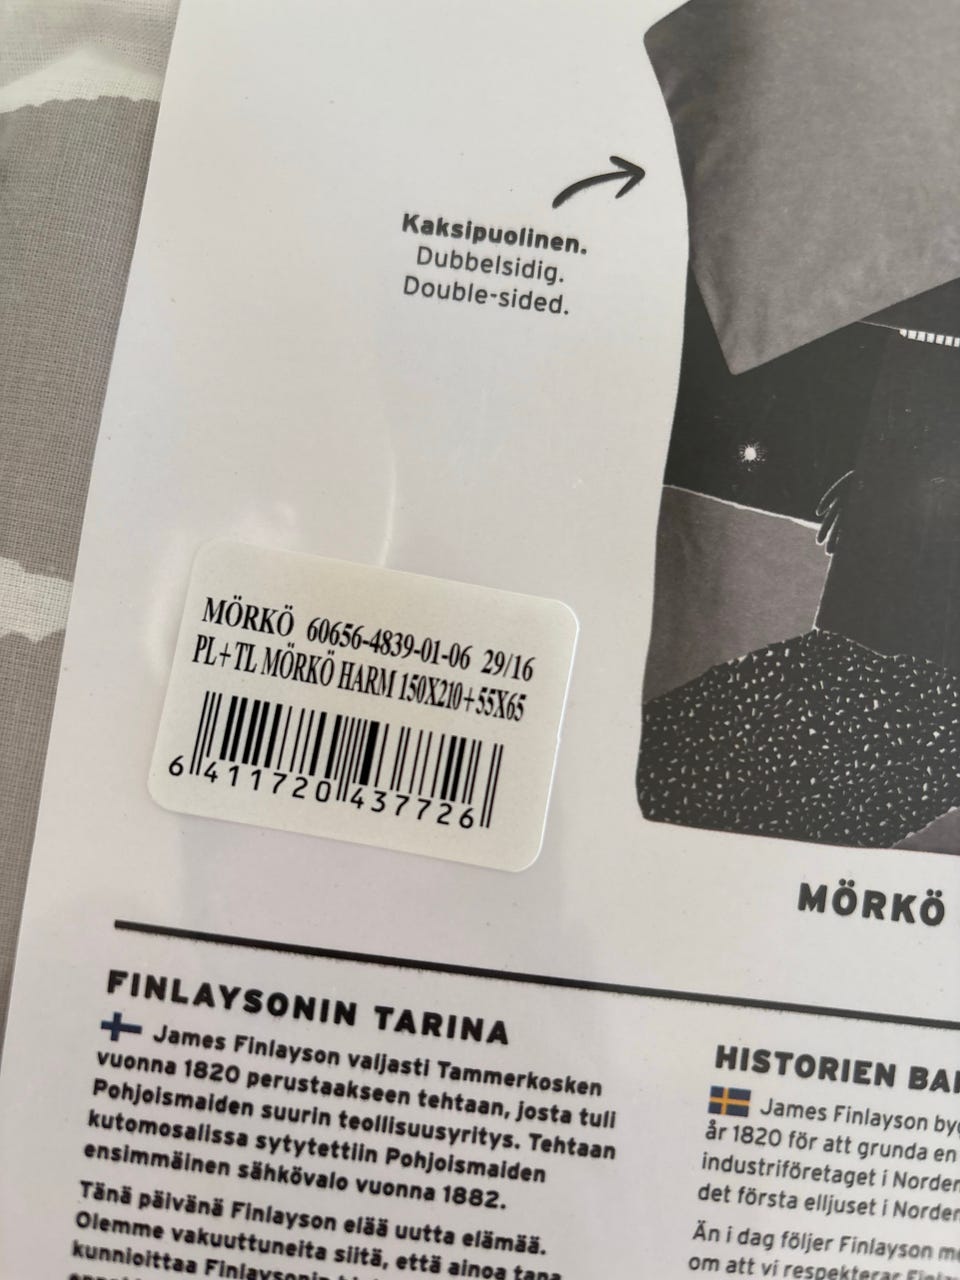 Kaksipuolinen.
Dubbelsidig.
Double-sided.
MÖRKÖ 60656-4839-01-06 29/16
PL+TL MÖRKÖ HARM 150X210+55X65
6 411720 437726
MÖRKÖ
FINLAYSONIN TARINA
James Finlayson valjasti Tammerkosken
vuonna 1820 perustaakseen tehtaan, josta tuli
Pohjoismaiden suurin teollisuusyritys. Tehtaan
kutomosalissa sytytettiin Pohjoismaiden
ensimmäinen sähkövalo vuonna 1882.
Tänä päivänä Finlayson elää uutta elämää.
Olemme vakuuttuneita siitä, että ainoa tapa
kunnioittaa Finlaysonin
HISTORIEN
James Finlayson
år 1820 för att grunda en
industriföretaget i Norden
det första elljuset i Norden
Än i dag följer Finlayson
om att vi respekterar